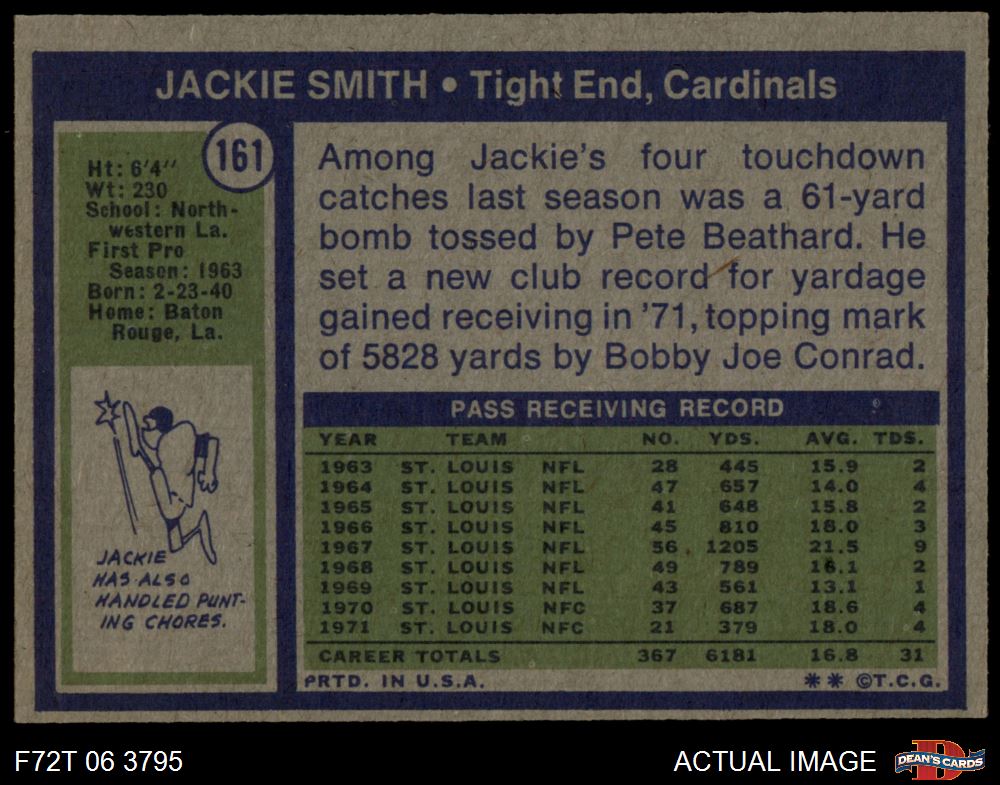 JACKIE SMITH • Tight End, Cardinals
161
Ht: 6'4"
Wt: 230
School: North-
western La.
First Pro
Season: 1963
Born: 2-23-40
Home: Baton
Rouge, La.
JACKIE
HAS ALSO
HANDLED PUNT-
ING CHORES.
Among Jackie's four touchdown
catches last season was a 61-yard
bomb tossed by Pete Beathard. He
set a new club record for yardage
gained receiving in '71, topping mark
of 5828 yards by Bobby Joe Conrad.
PASS RECEIVING RECORD
YEAR TEAM NO. YDS. AVG. TDS.
1963 ST. LOUIS NFL 28 445 15.9 2
1964 ST. LOUIS NFL 47 657 14.0 4
1965 ST. LOUIS NFL 41 648 15.8 2
1966 ST. LOUIS NFL 45 810 18.0 3
1967 ST. LOUIS NFL 56 1205 21.5 9
1968 ST. LOUIS NFL 49 789 16.1 2
1969 ST. LOUIS NFL 43 561 13.1 1
1970 ST. LOUIS NFC 37 687 18.6 4
1971 ST. LOUIS NFC 21 379 18.0 4
CAREER TOTALS 367 6181 16.8 31
PRTD. IN U.S.A. ** ©T.C.G.
F72T 06 3795 ACTUAL IMAGE
DEAN'S CARDS